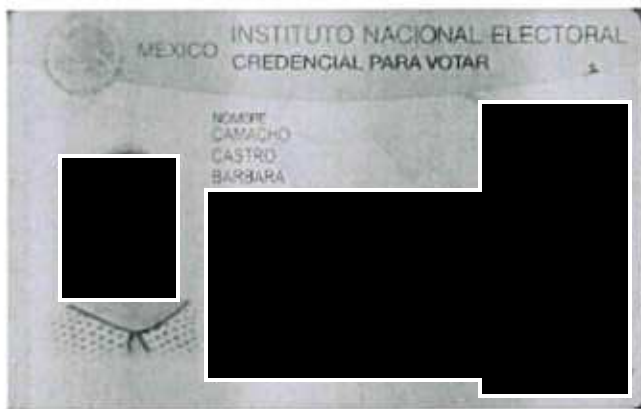 MEXICO
INSTITUTO NACIONAL ELECTORAL
CREDENCIAL PARA VOTAR
NOMBRE
CAMACHO
CASTRO
BARBARA